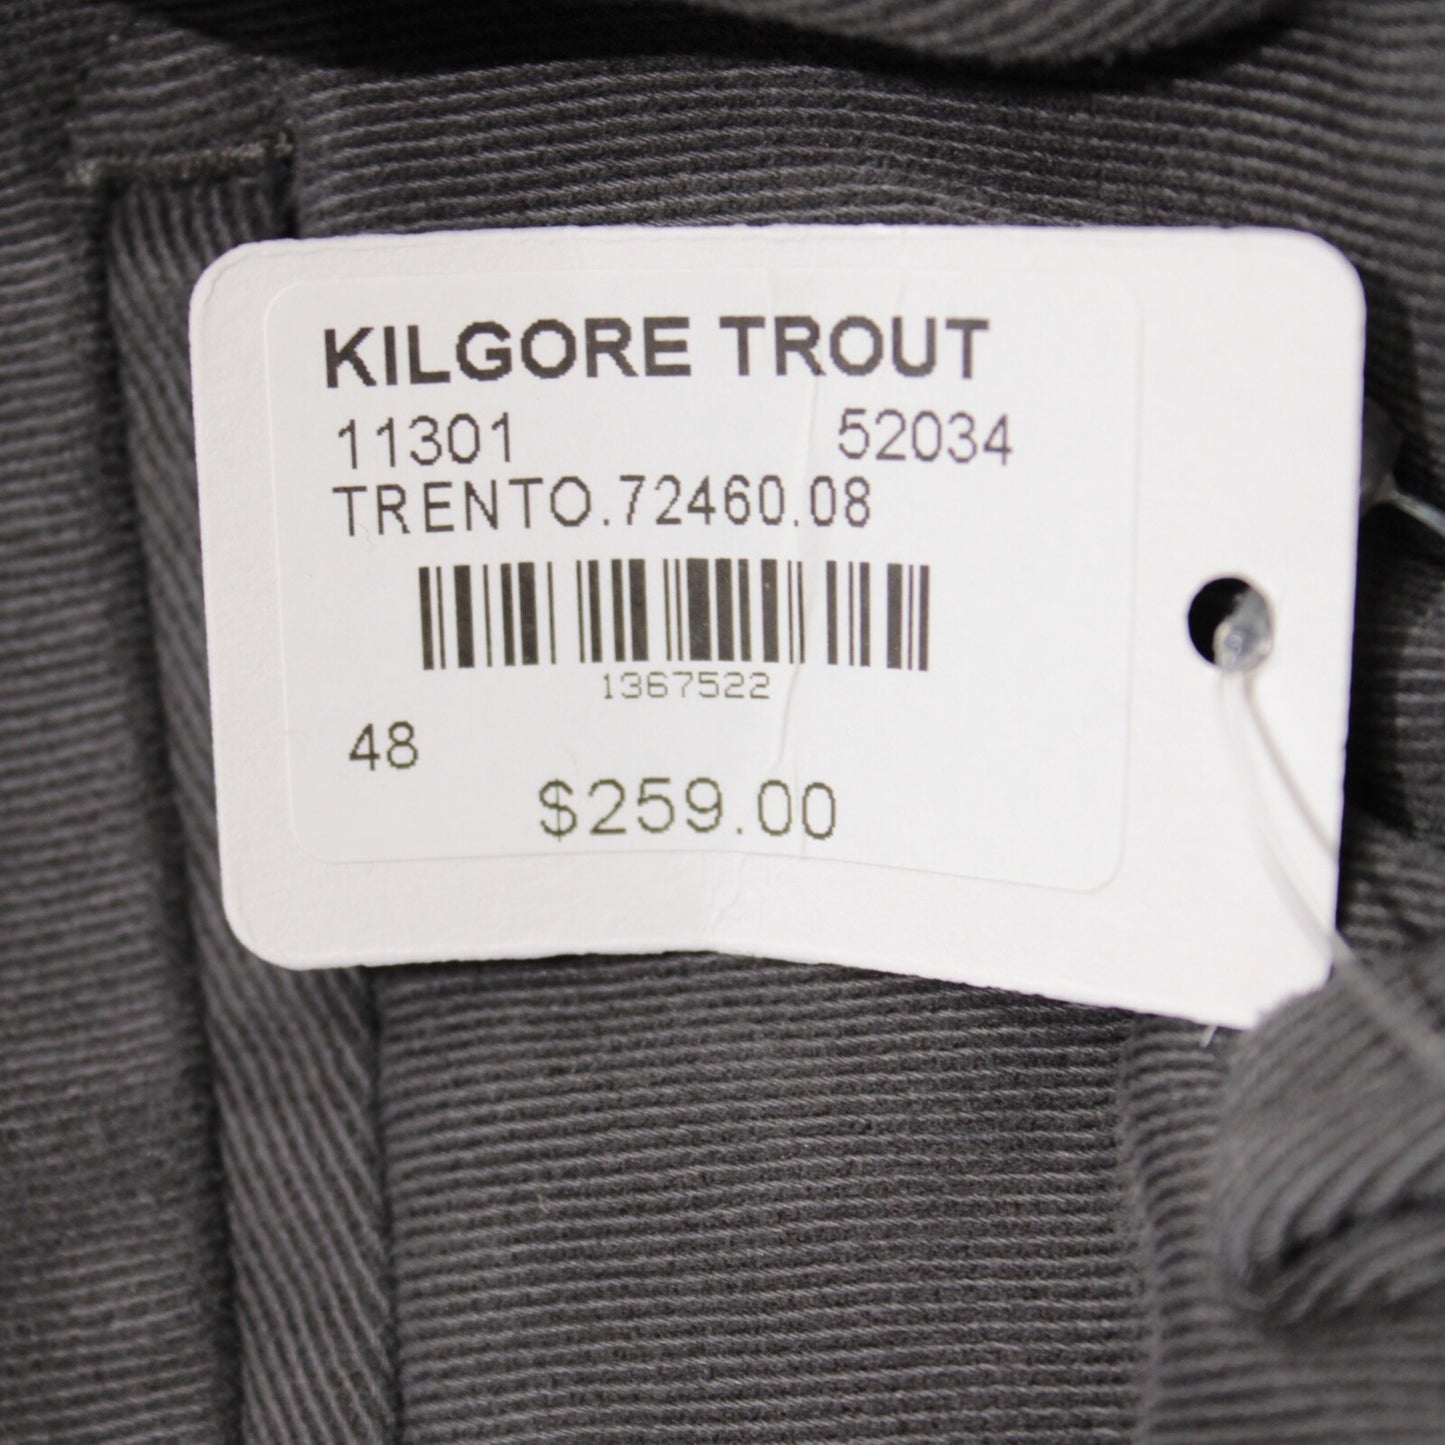 KILGORE TROUT
11301 52034
TRENTO.72460.08
1367522
48
$259.00